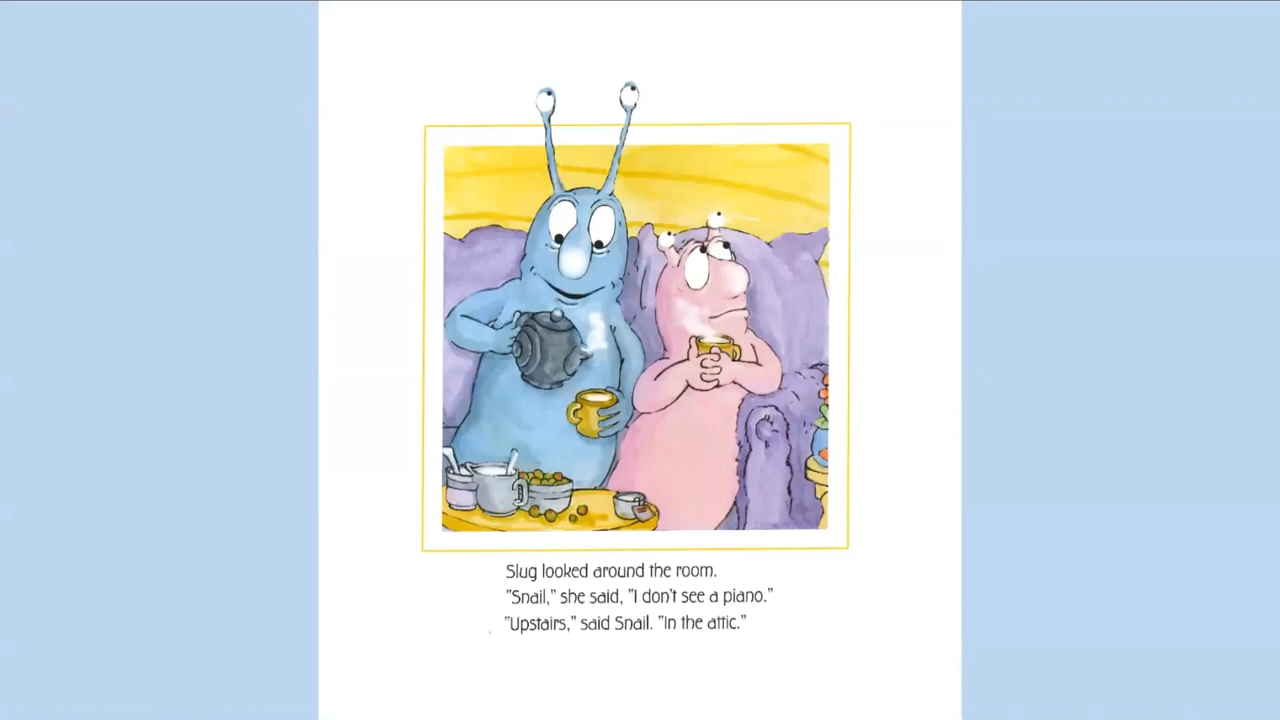 Slug looked around the room.
"Snail," she said, "I don't see a piano."
"Upstairs," said Snail. "In the attic."